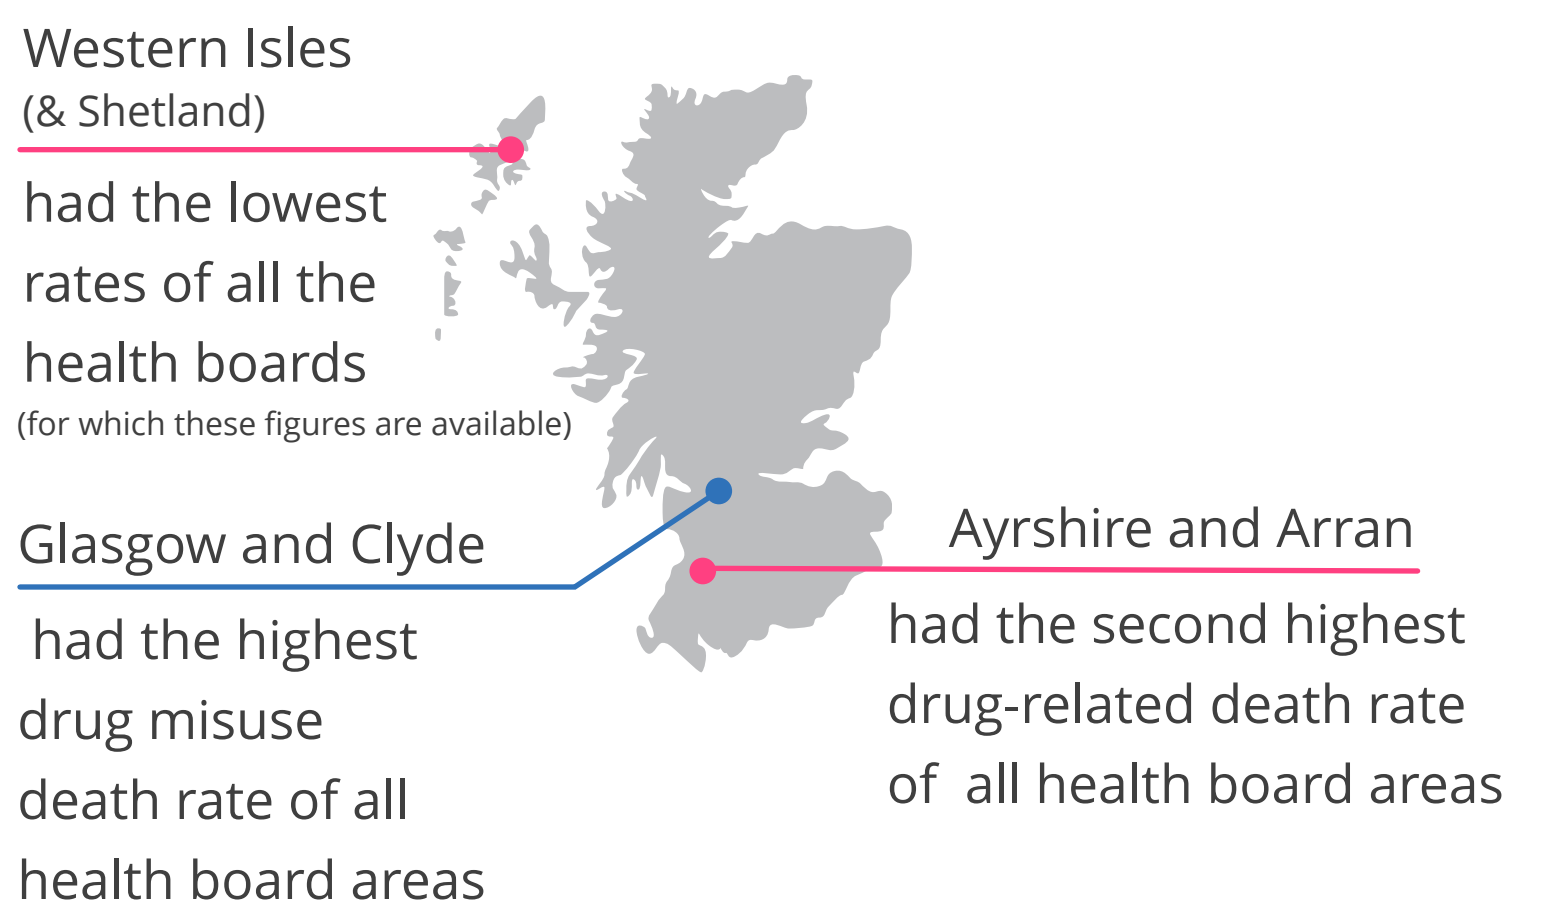 Western Isles
(& Shetland)
had the lowest
rates of all the
health boards
(for which these figures are available)
Glasgow and Clyde
had the highest
drug misuse
death rate of all
health board areas
Ayrshire and Arran
had the second highest
drug-related death rate
of all health board areas